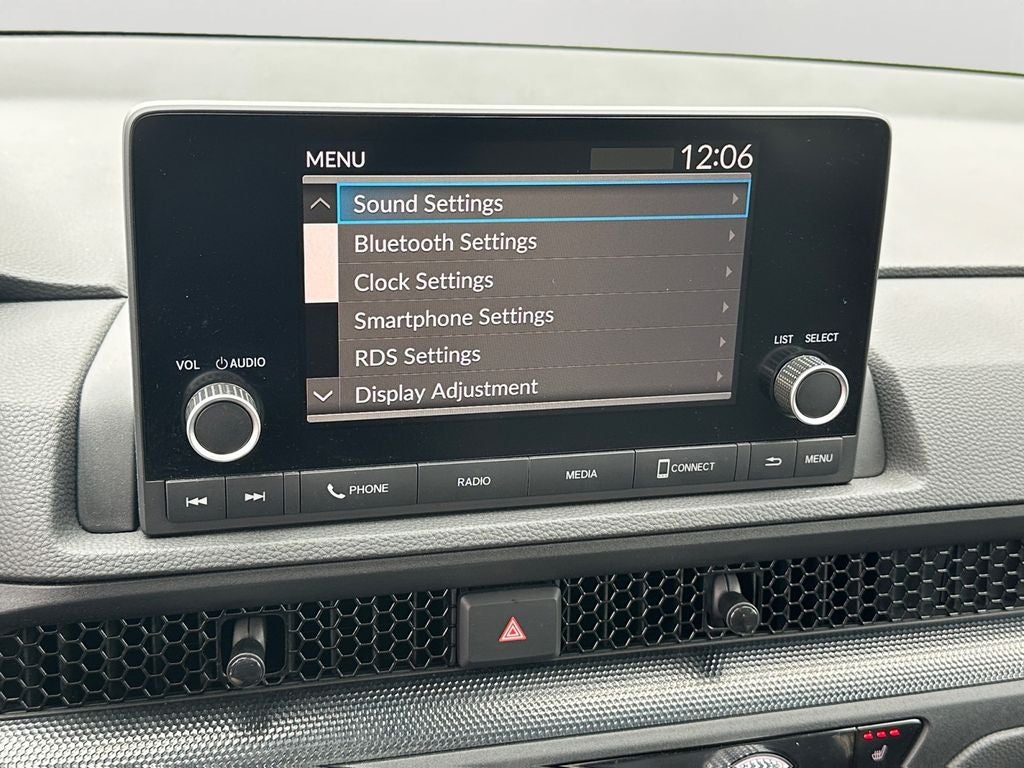 MENU 12:06
Sound Settings
Bluetooth Settings
Clock Settings
Smartphone Settings
RDS Settings
Display Adjustment
VOL AUDIO
LIST SELECT
PHONE RADIO MEDIA CONNECT MENU